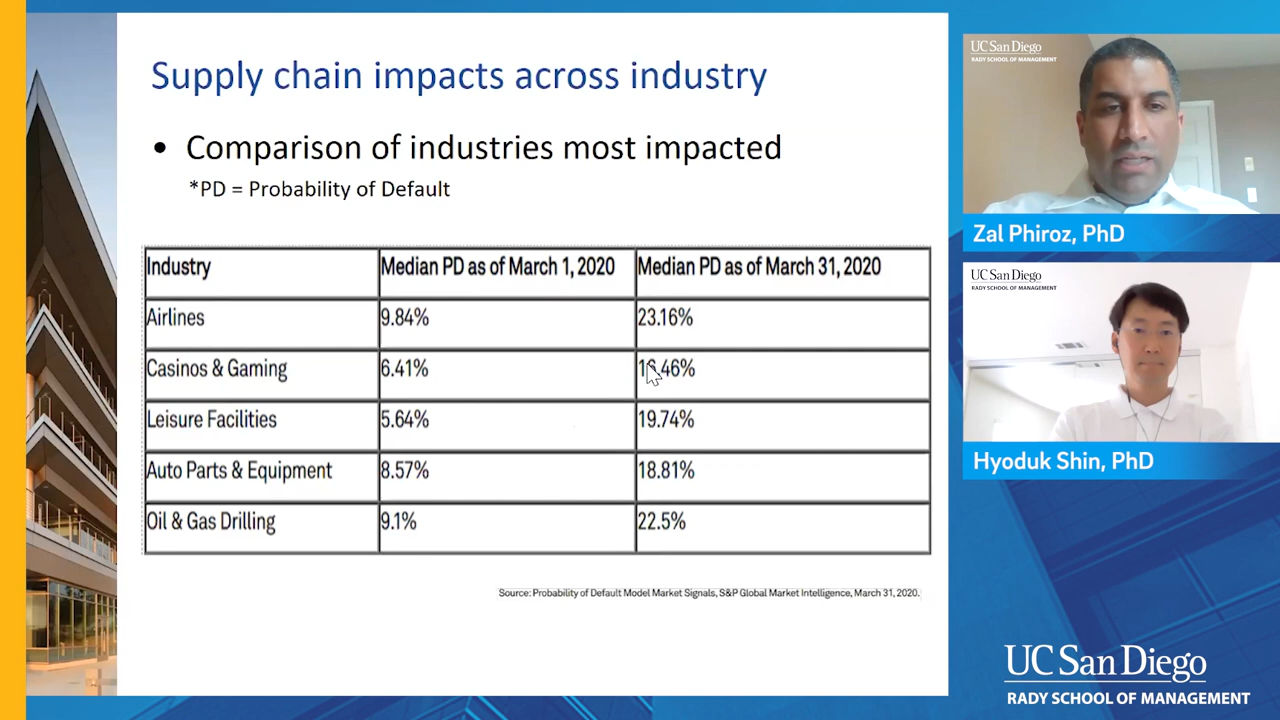 Supply chain impacts across industry
• Comparison of industries most impacted
*PD = Probability of Default
Industry Median PD as of March 1, 2020 Median PD as of March 31, 2020
Airlines 9.84% 23.16%
Casinos & Gaming 6.41%
Leisure Facilities 5.64% 19.74%
Auto Parts & Equipment 8.57% 18.81%
Oil & Gas Drilling 9.1% 22.5%
Source: Probability of Default Model Market Signals, S&P Global Market Intelligence, March 31, 2020.
UC San Diego
RADY SCHOOL OF MANAGEMENT
Zal Phiroz, PhD
UC San Diego
RADY SCHOOL OF MANAGEMENT
Hyoduk Shin, PhD
UC San Diego
RADY SCHOOL OF MANAGEMENT